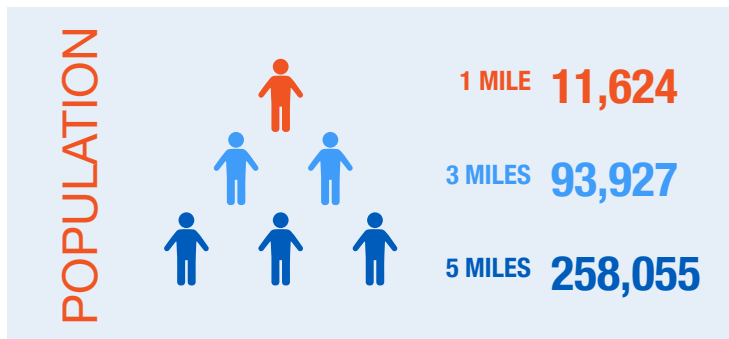 POPULATION
1 MILE 11,624
3 MILES 93,927
5 MILES 258,055